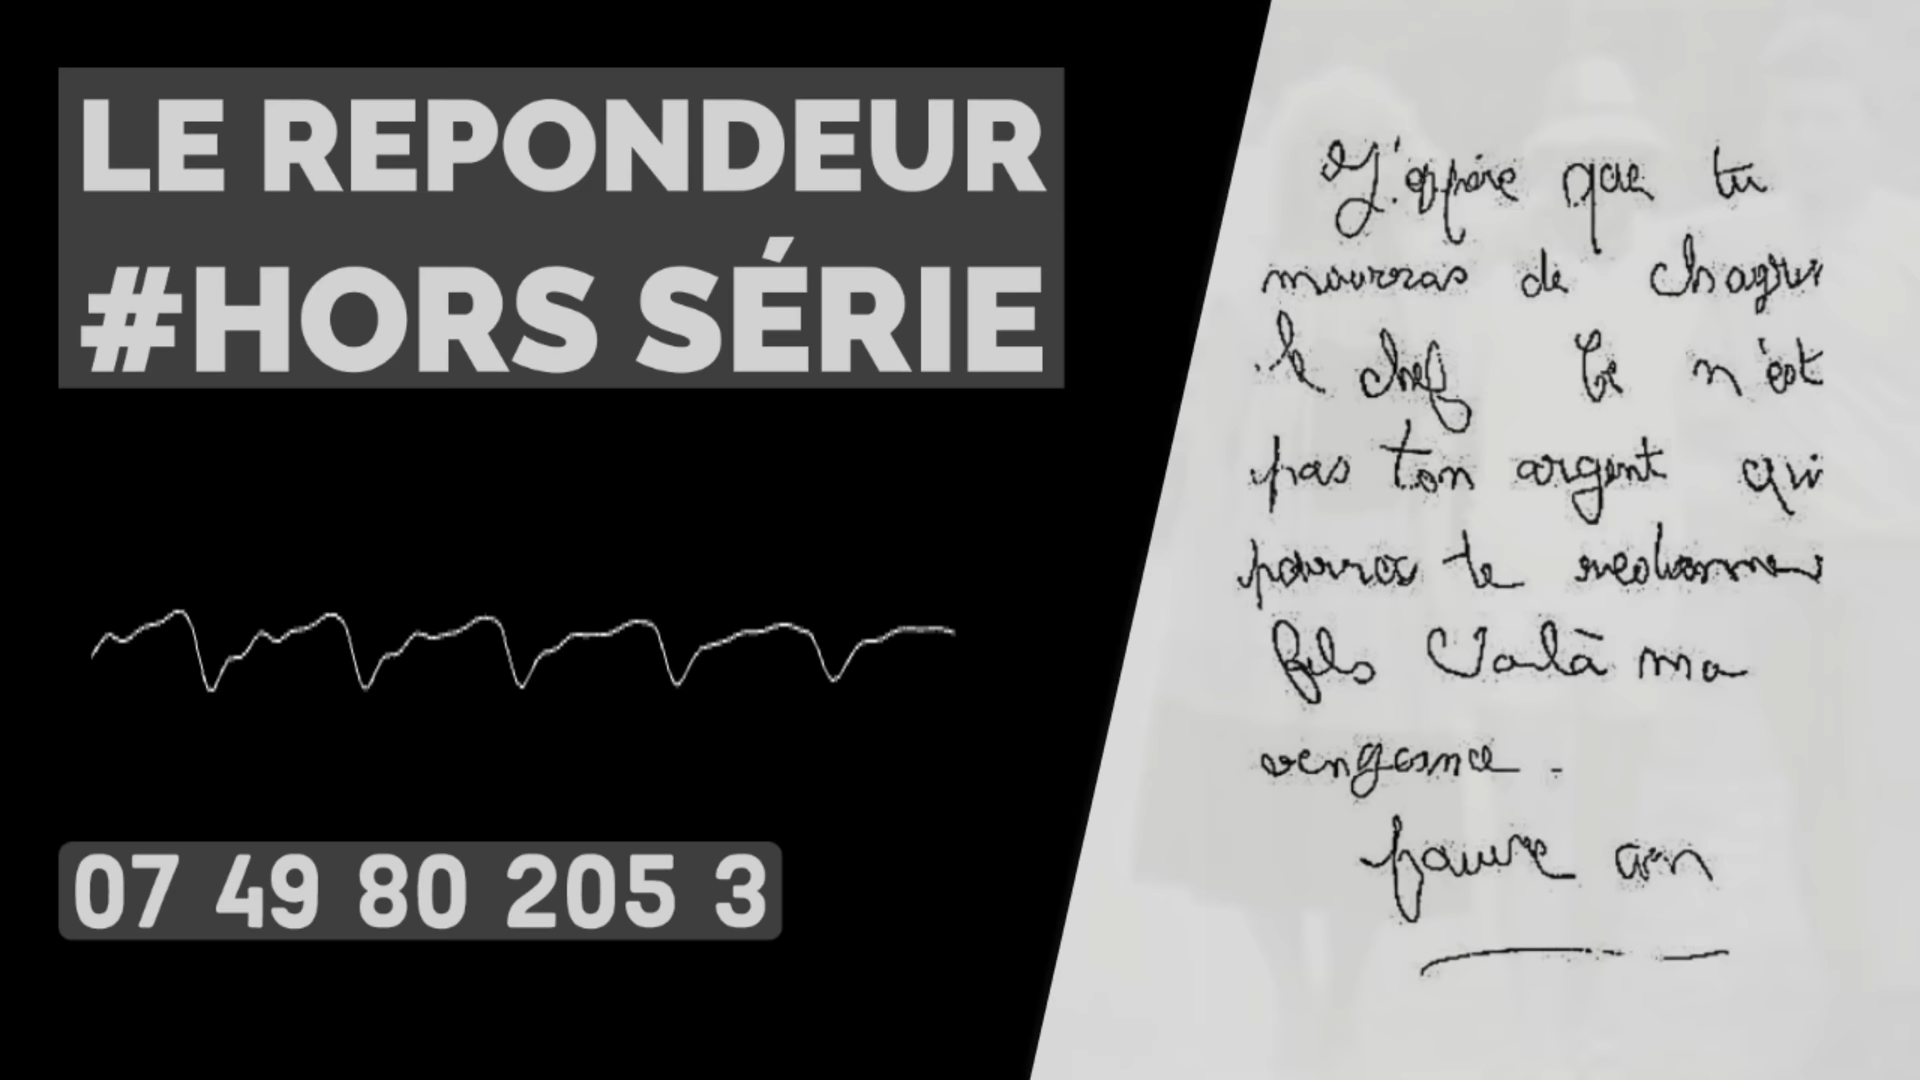 LE REPONDEUR
#HORS SÉRIE
07 49 80 205 3
J'espère que tu
mourras de chagrin
le chef Ce n'est
pas ton argent qui
pourra te redonner
fils Voilà ma
vengeance.
pauvre con